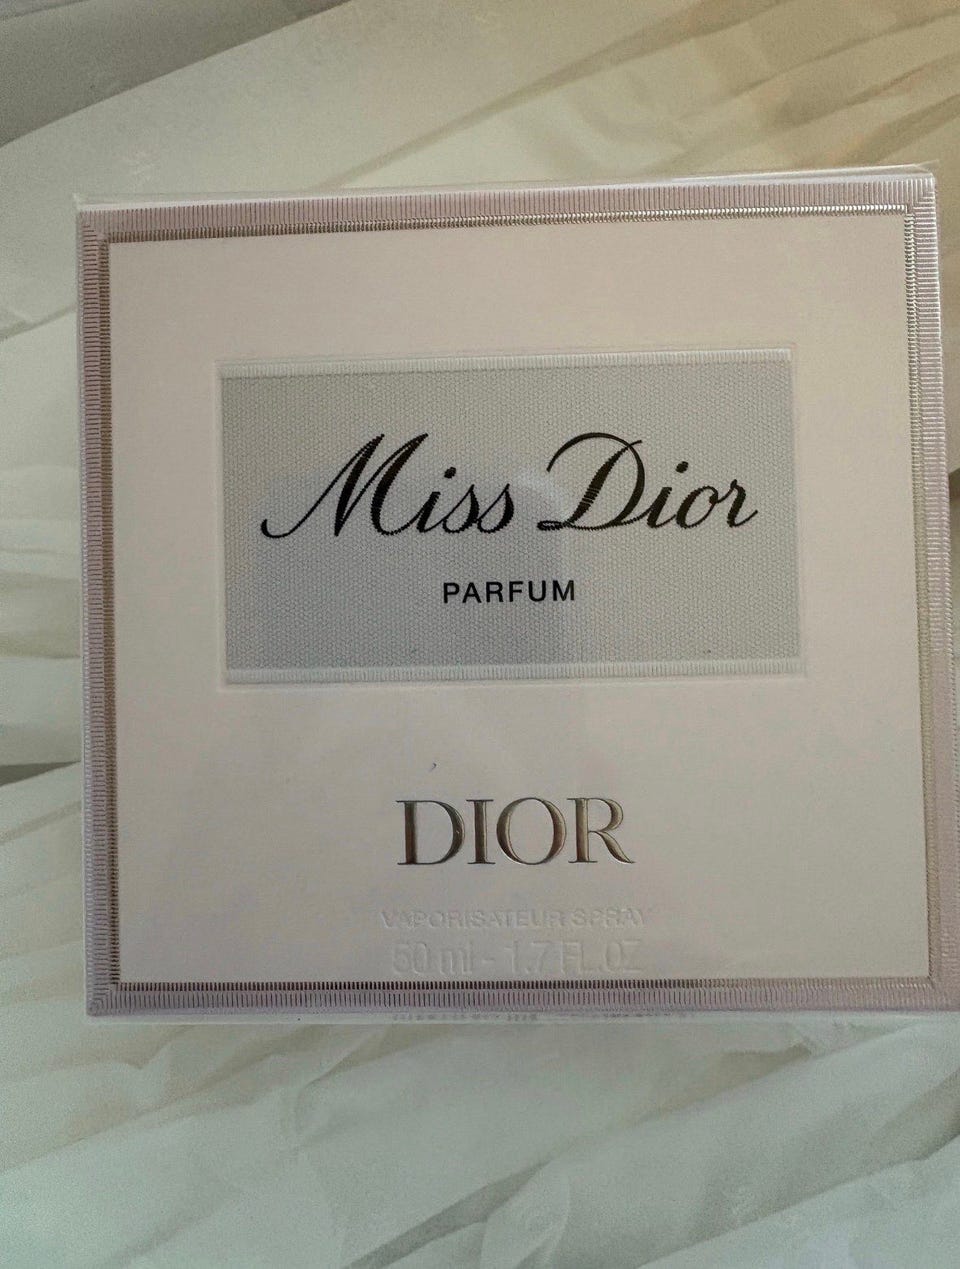 Miss Dior
PARFUM
DIOR
VAPORISATEUR SPRAY
50 ml - 1.7 FL.OZ